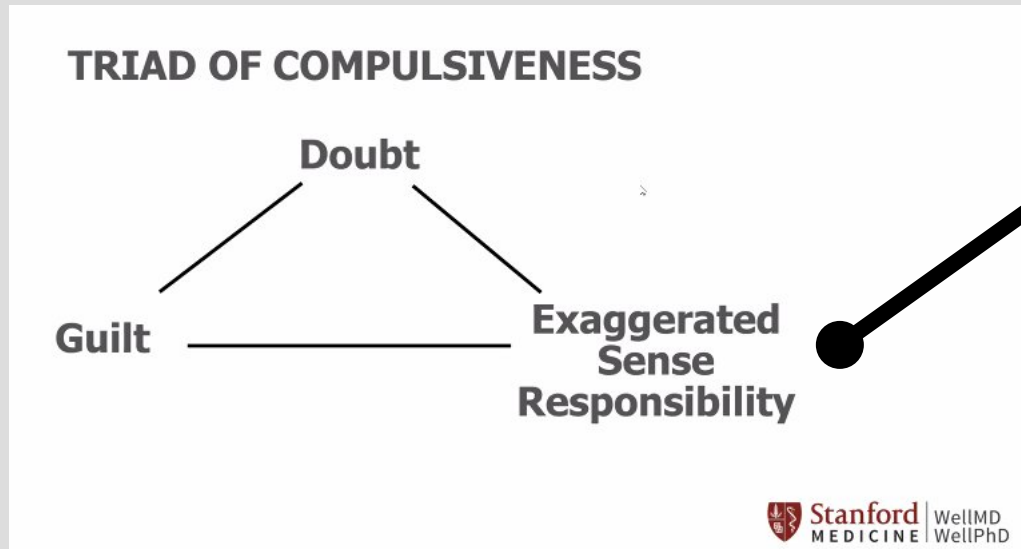 TRIAD OF COMPULSIVENESS
Doubt
Guilt
Exaggerated
Sense
Responsibility
Stanford
MEDICINE
WellMD
WellPhD